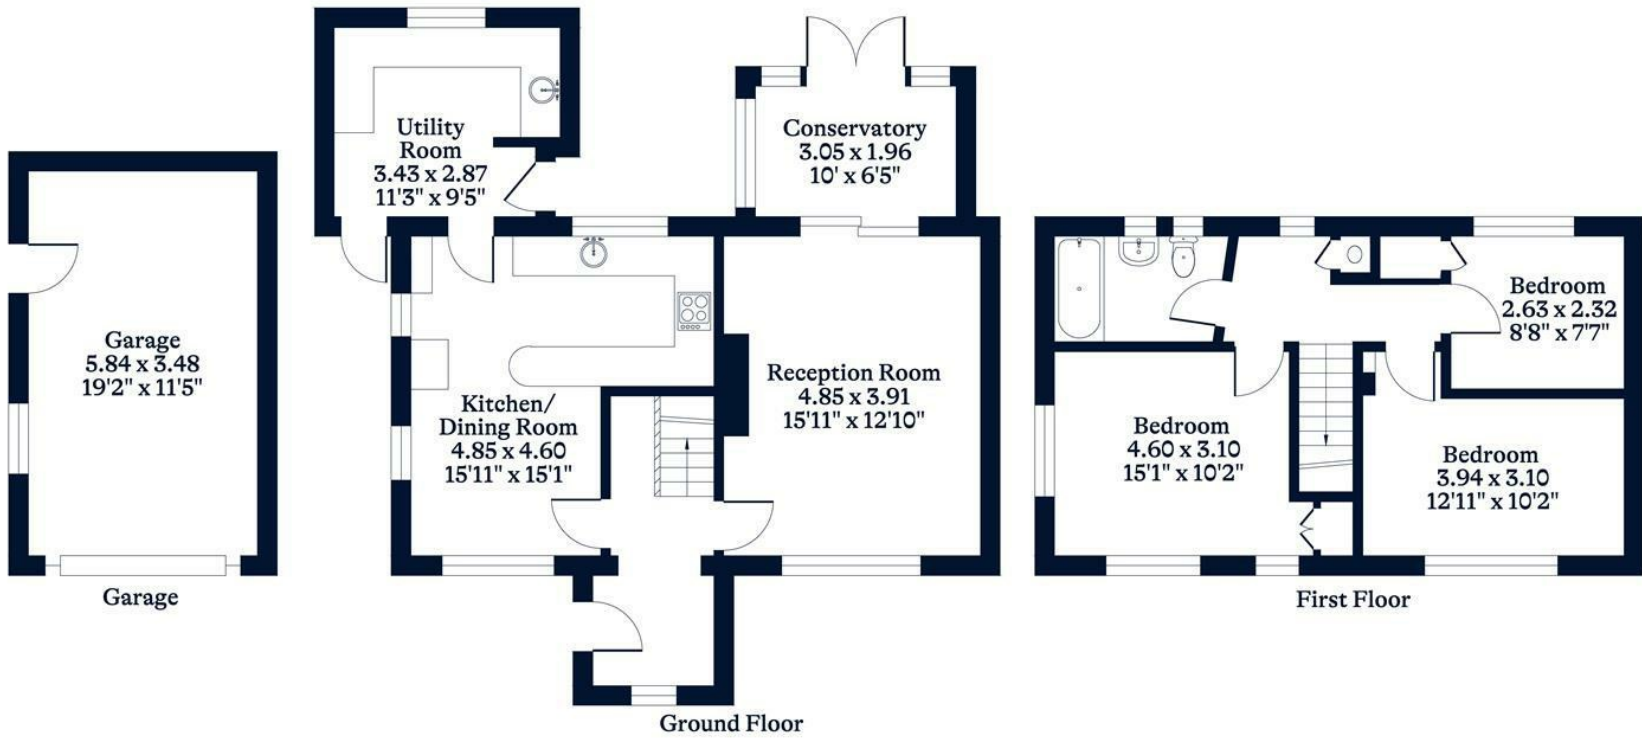 Utility
Room
3.43 x 2.87
11'3" x 9'5"
Conservatory
3.05 x 1.96
10' x 6'5"
Garage
5.84 x 3.48
19'2" x 11'5"
Kitchen/
Dining Room
4.85 x 4.60
15'11" x 15'1"
Reception Room
4.85 x 3.91
15'11" x 12'10"
Bedroom
2.63 x 2.32
8'8" x 7'7"
Bedroom
4.60 x 3.10
15'1" x 10'2"
Bedroom
3.94 x 3.10
12'11" x 10'2"
Garage
Ground Floor
First Floor